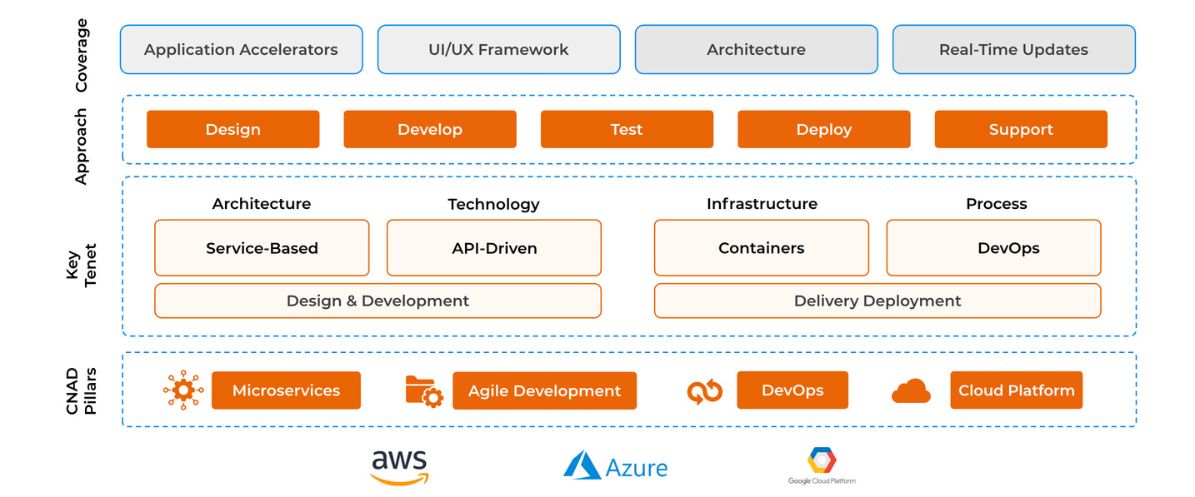 Coverage
Application Accelerators
UI/UX Framework
Architecture
Real-Time Updates
Approach
Design
Develop
Test
Deploy
Support
Key
Tenet
Architecture
Technology
Infrastructure
Process
Service-Based
API-Driven
Containers
DevOps
Design & Development
Delivery Deployment
CNAD
Pillars
Microservices
Agile Development
DevOps
Cloud Platform
aws
Azure
Google Cloud Platform